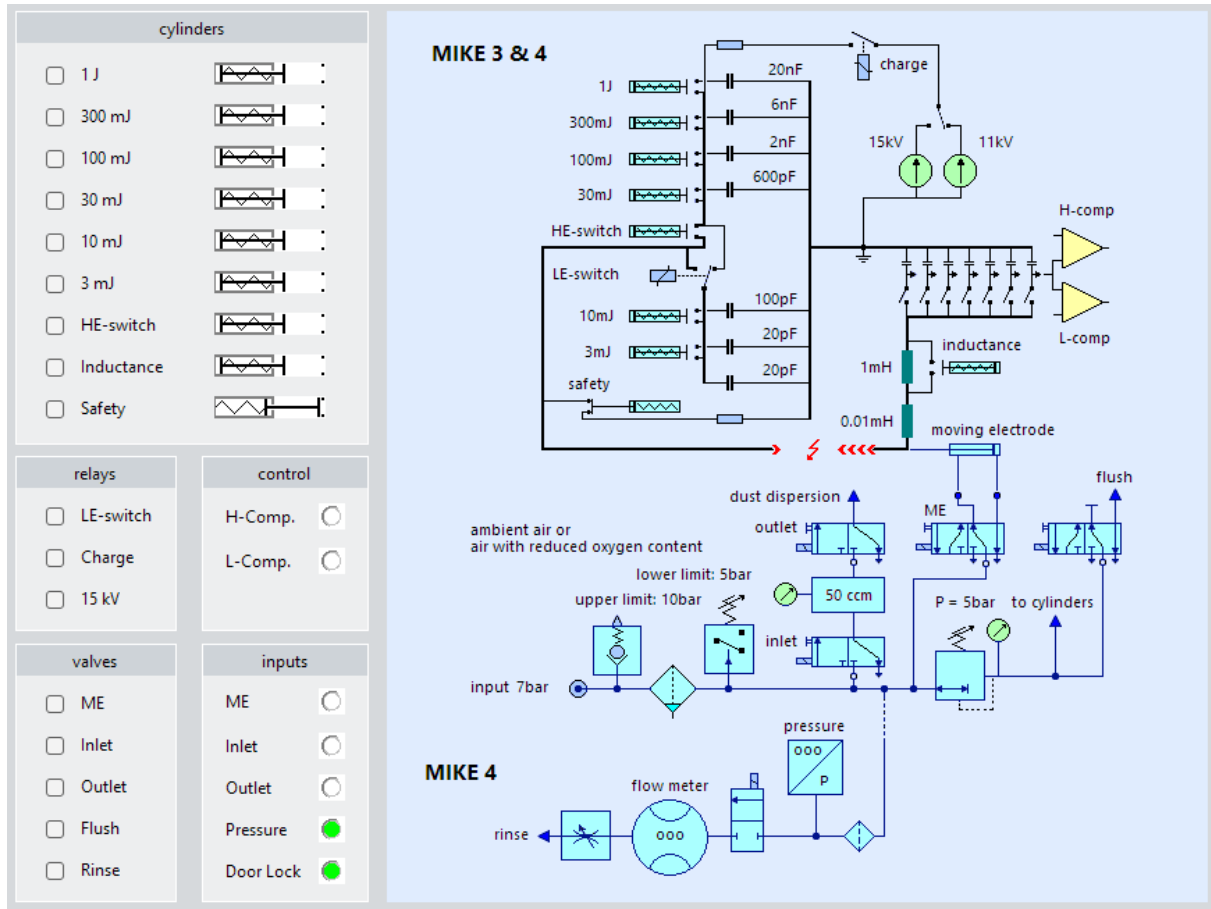 cylinders
1 J
300 mJ
100 mJ
30 mJ
10 mJ
3 mJ
HE-switch
Inductance
Safety
relays
LE-switch
Charge
15 kV
control
H-Comp.
L-Comp.
valves
ME
Inlet
Outlet
Flush
Rinse
inputs
ME
Inlet
Outlet
Pressure
Door Lock
MIKE 3 & 4
charge
20nF
1J
6nF
300mJ
2nF
100mJ
15kV
11kV
600pF
30mJ
H-comp
HE-switch
LE-switch
100pF
10mJ
20pF
L-comp
inductance
3mJ
20pF
1mH
safety
0.01mH
moving electrode
flush
dust dispersion
ME
outlet
ambient air or
air with reduced oxygen content
lower limit: 5bar
upper limit: 10bar
50 ccm
P = 5bar
to cylinders
inlet
input 7bar
pressure
ooo
P
MIKE 4
flow meter
rinse
ooo